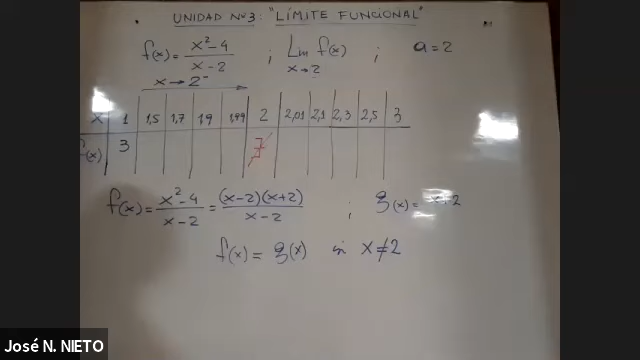 UNIDAD Nº3: "LÍMITE FUNCIONAL"
f(x) = x²-4 / x-2 ; Lim f(x) x→2 ; a = 2
x → 2⁻
x 1 1,5 1,7 1,9 1,99 2 2,01 2,1 2,3 2,5 3
f(x) 3 ∄
f(x) = x²-4 / x-2 = (x-2)(x+2) / x-2 ; g(x) = x+2
f(x) = g(x) si x≠2
José N. NIETO